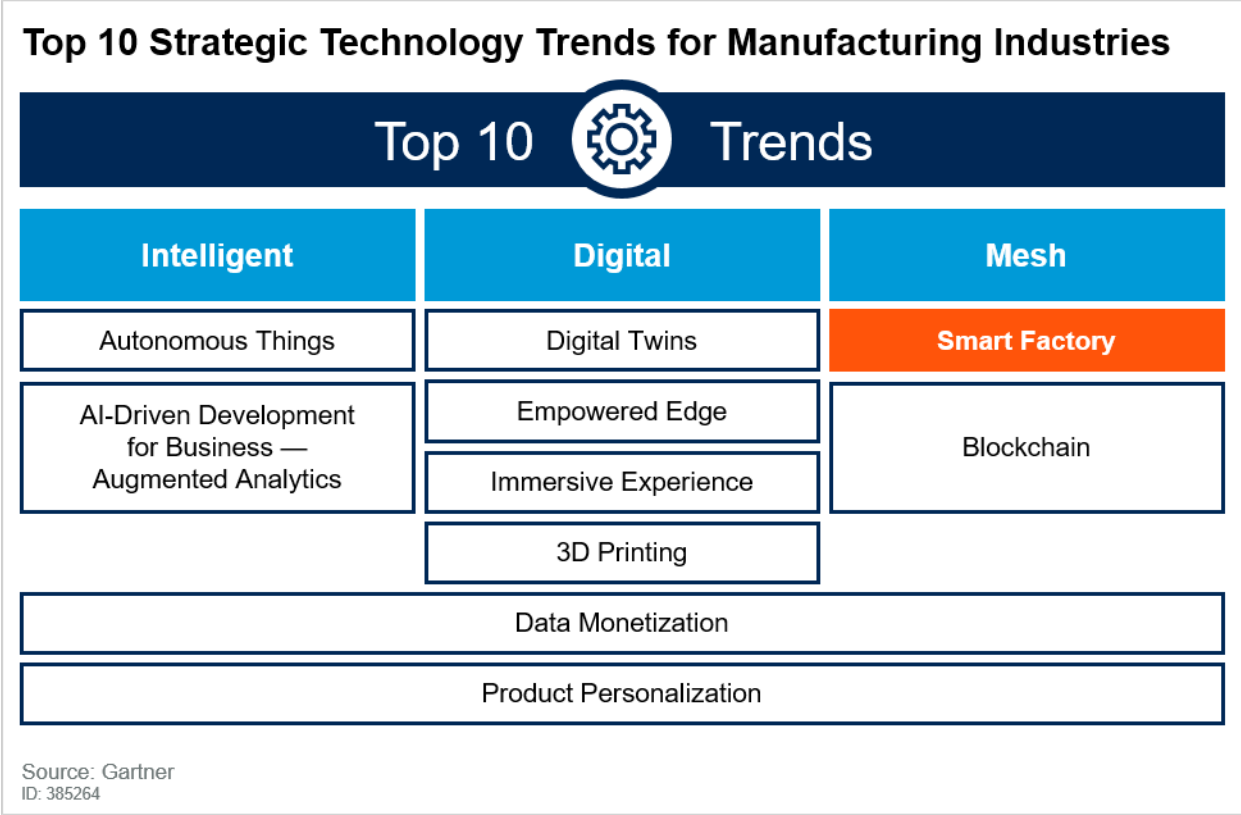 Top 10 Strategic Technology Trends for Manufacturing Industries
Top 10 Trends
Intelligent
Digital
Mesh
Autonomous Things
Digital Twins
Smart Factory
AI-Driven Development
for Business —
Augmented Analytics
Empowered Edge
Immersive Experience
Blockchain
3D Printing
Data Monetization
Product Personalization
Source: Gartner
ID: 385264